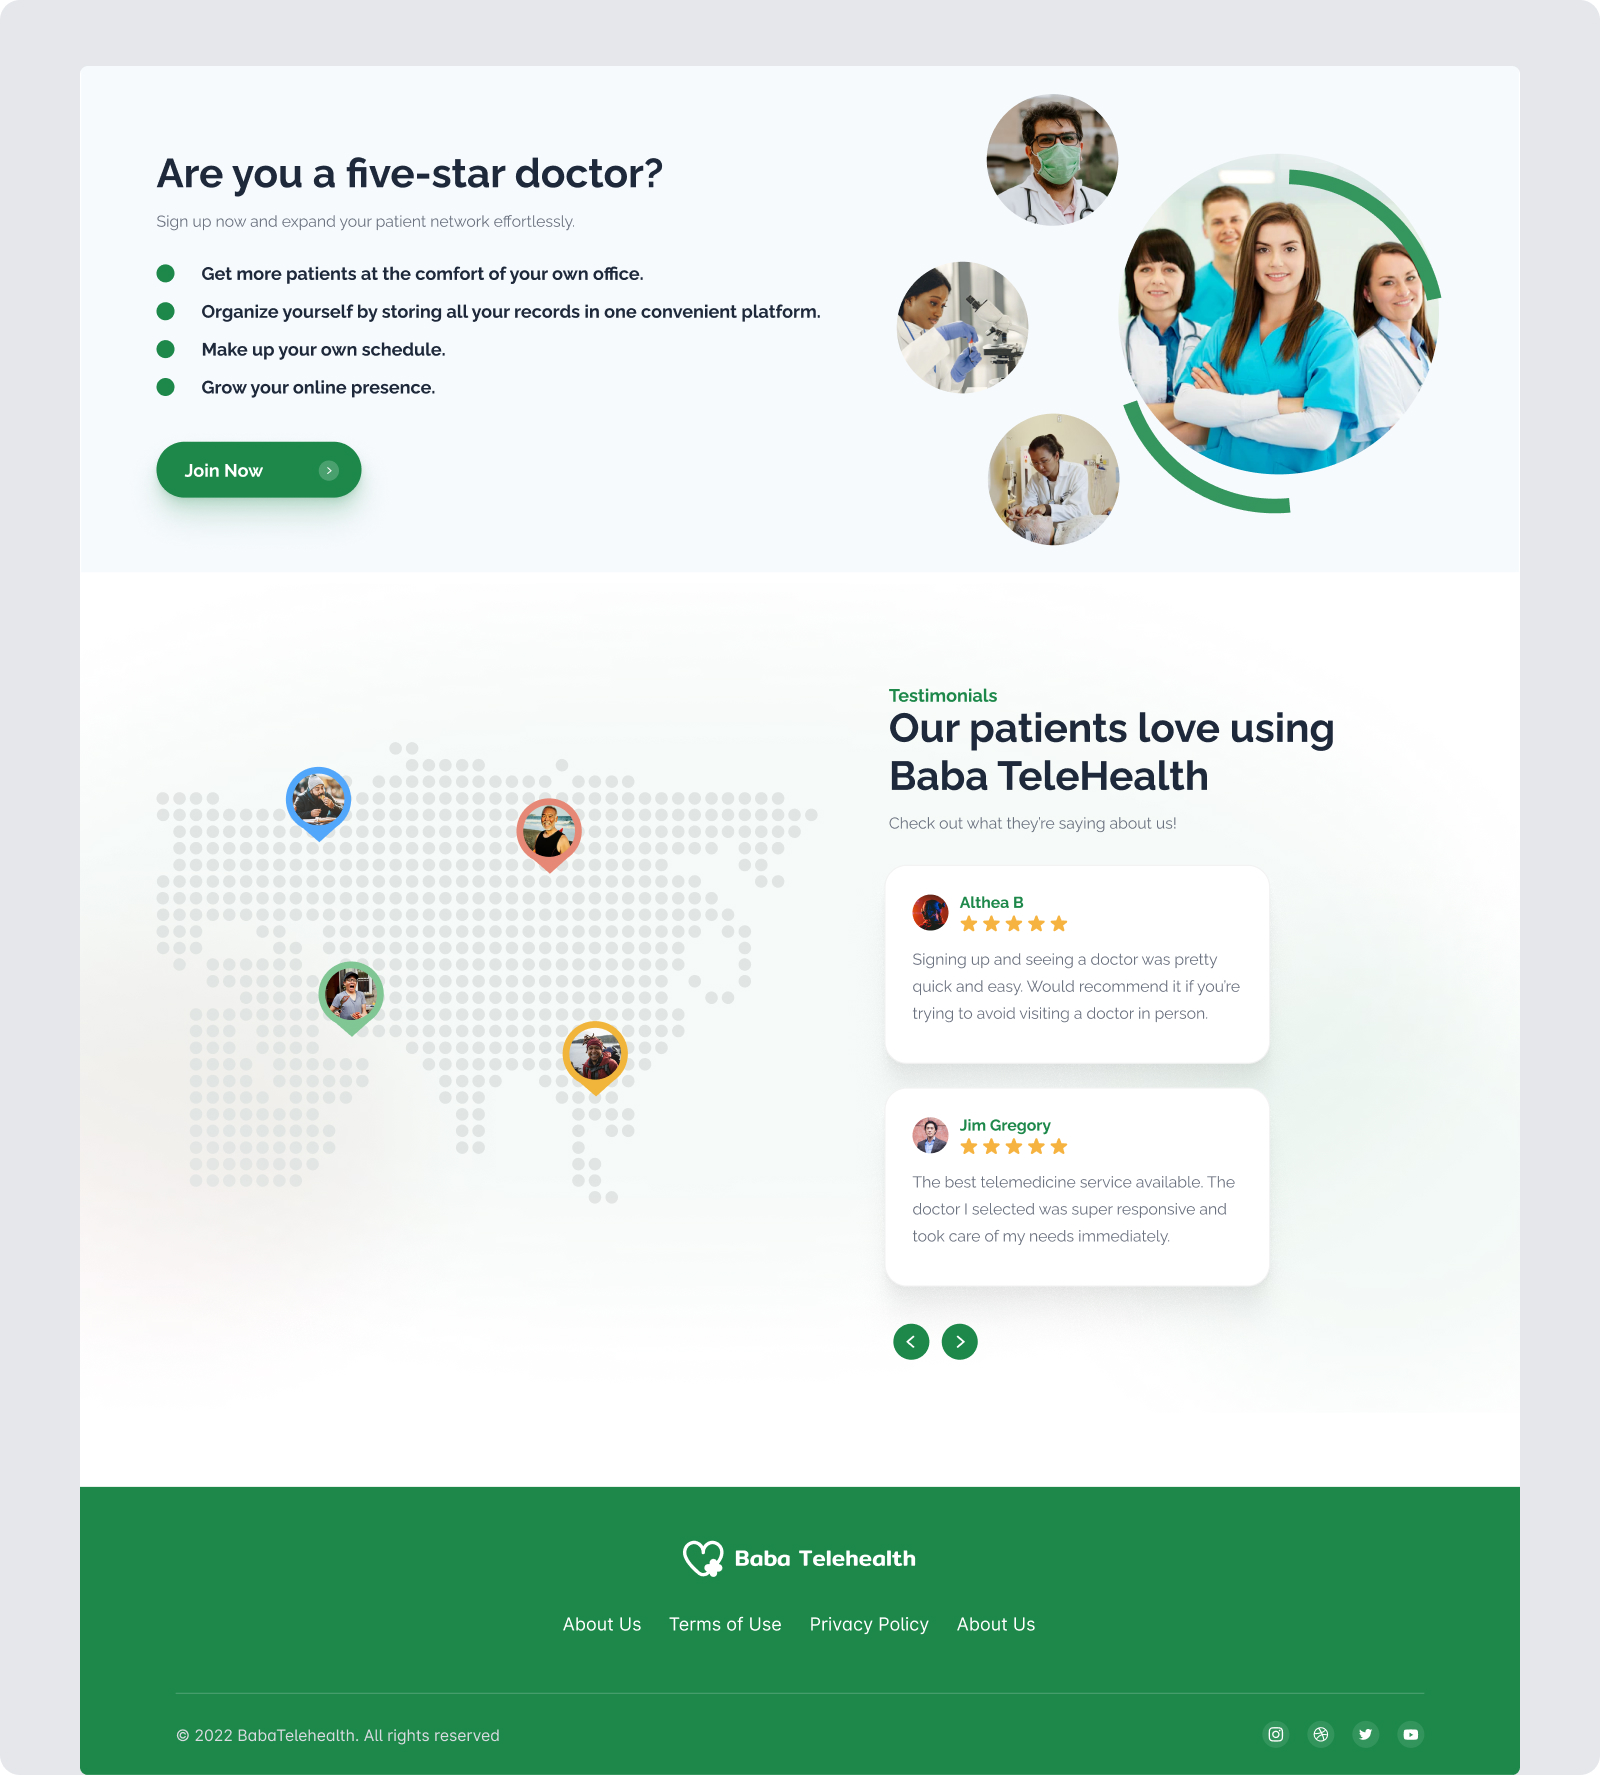 Are you a five-star doctor?
Sign up now and expand your patient network effortlessly.
Get more patients at the comfort of your own office.
Organize yourself by storing all your records in one convenient platform.
Make up your own schedule.
Grow your online presence.
Join Now
Testimonials
Our patients love using
Baba TeleHealth
Check out what they're saying about us!
Althea B
Signing up and seeing a doctor was pretty
quick and easy. Would recommend it if you're
trying to avoid visiting a doctor in person.
Jim Gregory
The best telemedicine service available. The
doctor I selected was super responsive and
took care of my needs immediately.
Baba Telehealth
About Us Terms of Use Privacy Policy About Us
© 2022 BabaTelehealth. All rights reserved